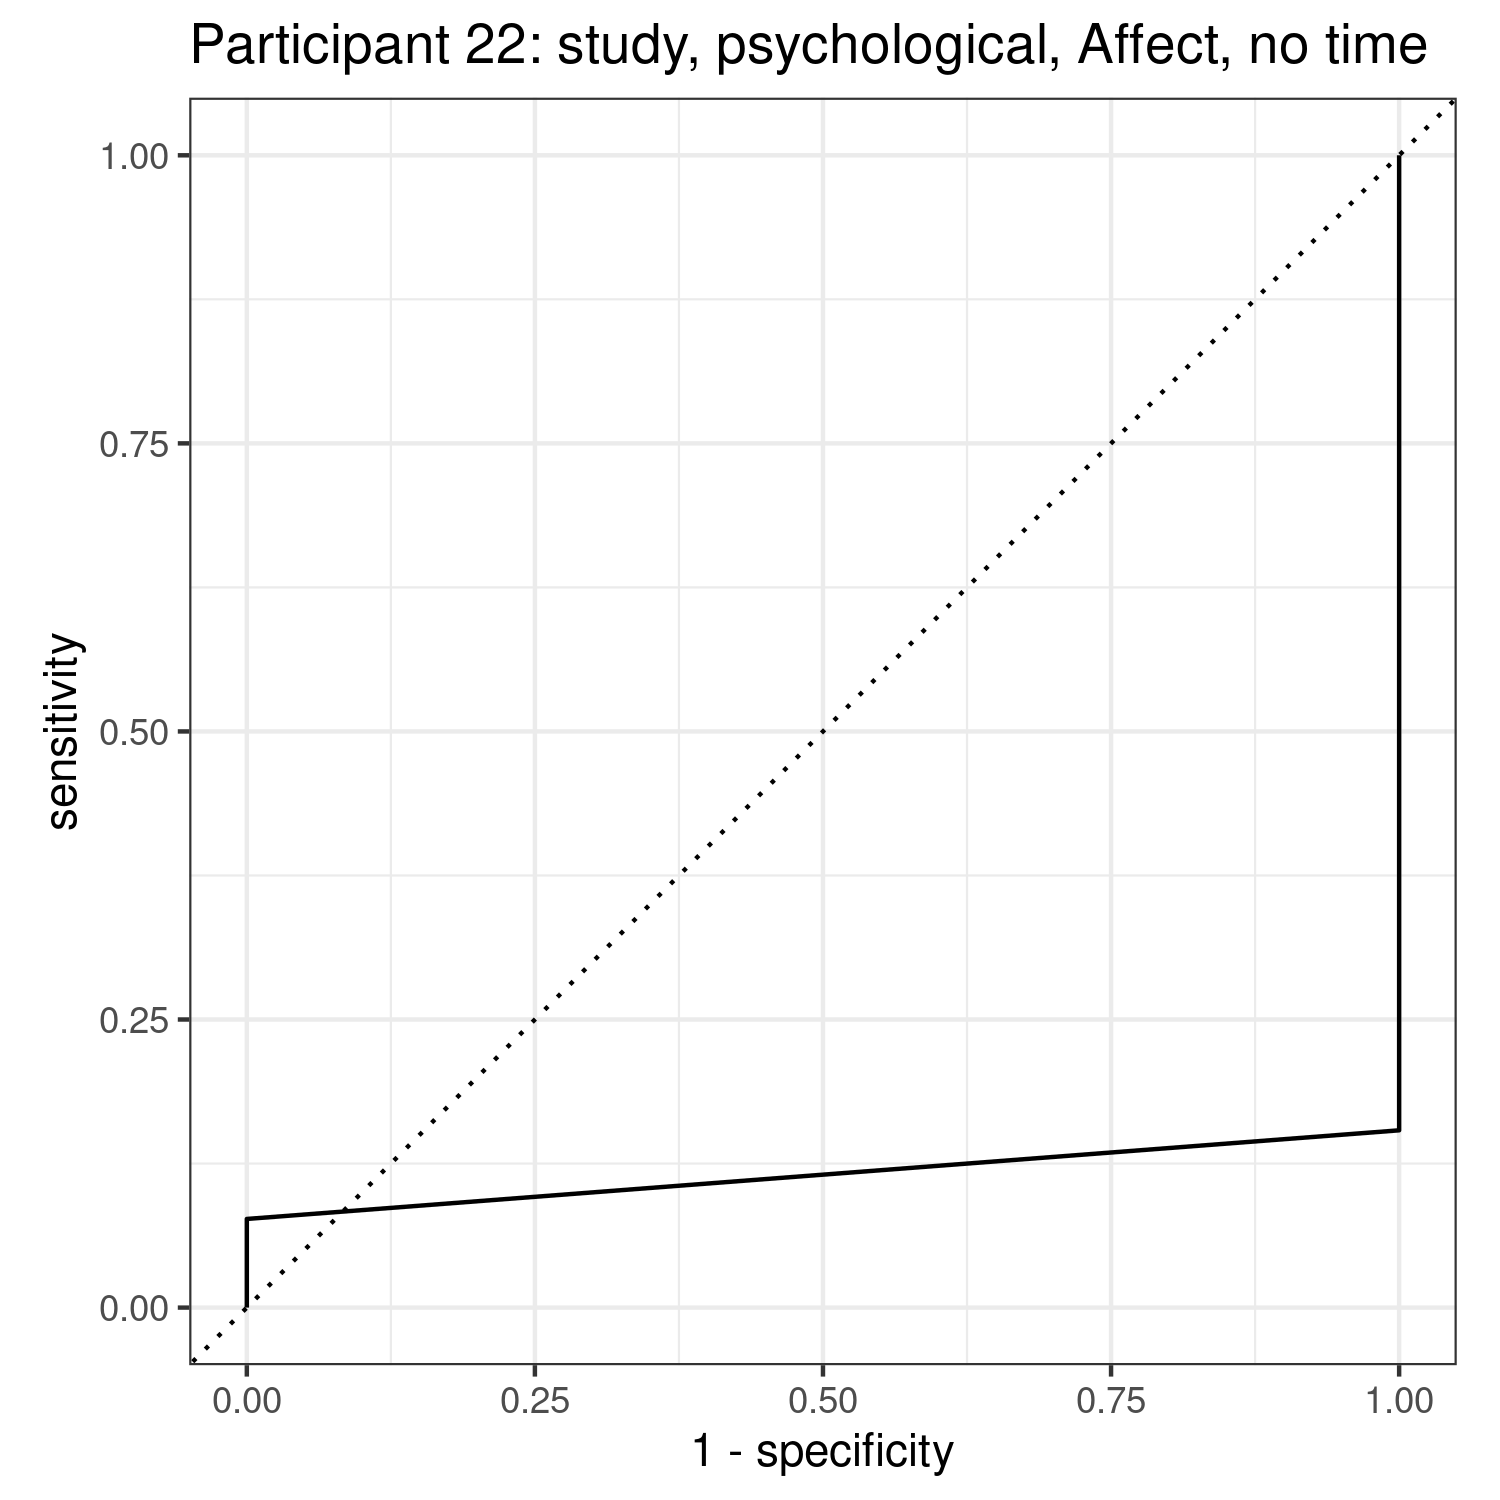 Participant 22: study, psychological, Affect, no time
1.00
0.75
0.50
0.25
0.00
sensitivity
0.00 0.25 0.50 0.75 1.00
1 - specificity